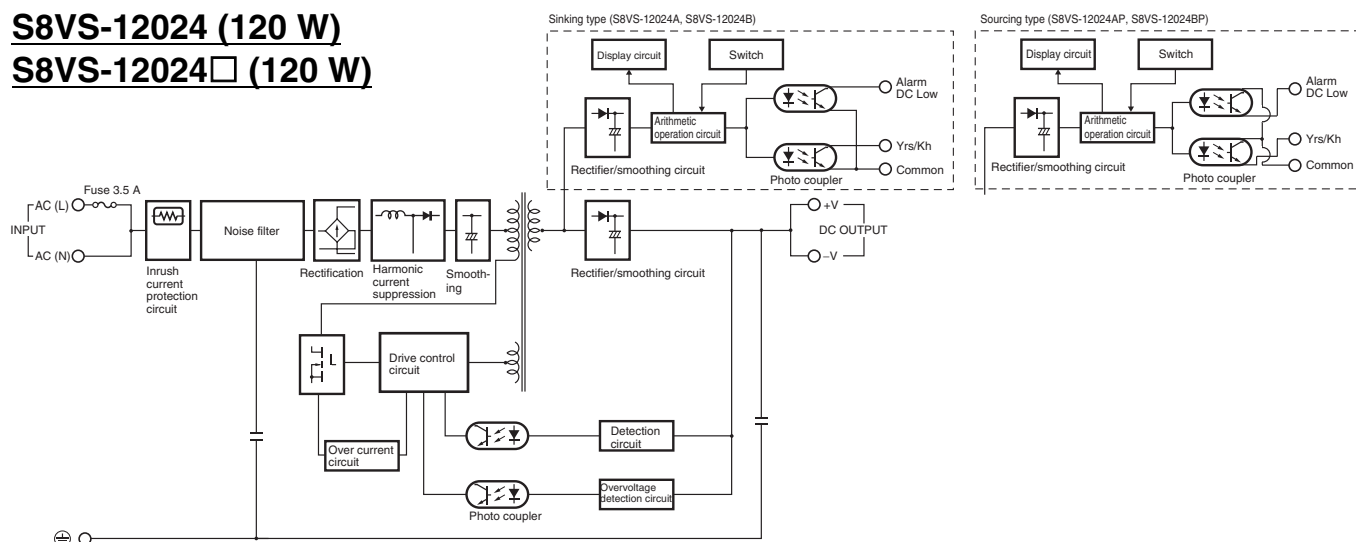 S8VS-12024 (120 W)
S8VS-12024□ (120 W)
Sinking type (S8VS-12024A, S8VS-12024B)
Display circuit
Switch
Alarm
DC Low
Arithmetic
operation circuit
Yrs/Kh
Common
Rectifier/smoothing circuit
Photo coupler
Sourcing type (S8VS-12024AP, S8VS-12024BP)
Display circuit
Switch
Alarm
DC Low
Arithmetic
operation circuit
Yrs/Kh
Common
Rectifier/smoothing circuit
Photo coupler
Fuse 3.5 A
AC (L)
INPUT
AC (N)
Noise filter
Inrush
current
protection
circuit
Rectification
Harmonic
current
suppression
Smooth-
ing
Rectifier/smoothing circuit
+V
DC OUTPUT
–V
Drive control
circuit
Over current
circuit
Detection
circuit
Overvoltage
detection circuit
Photo coupler